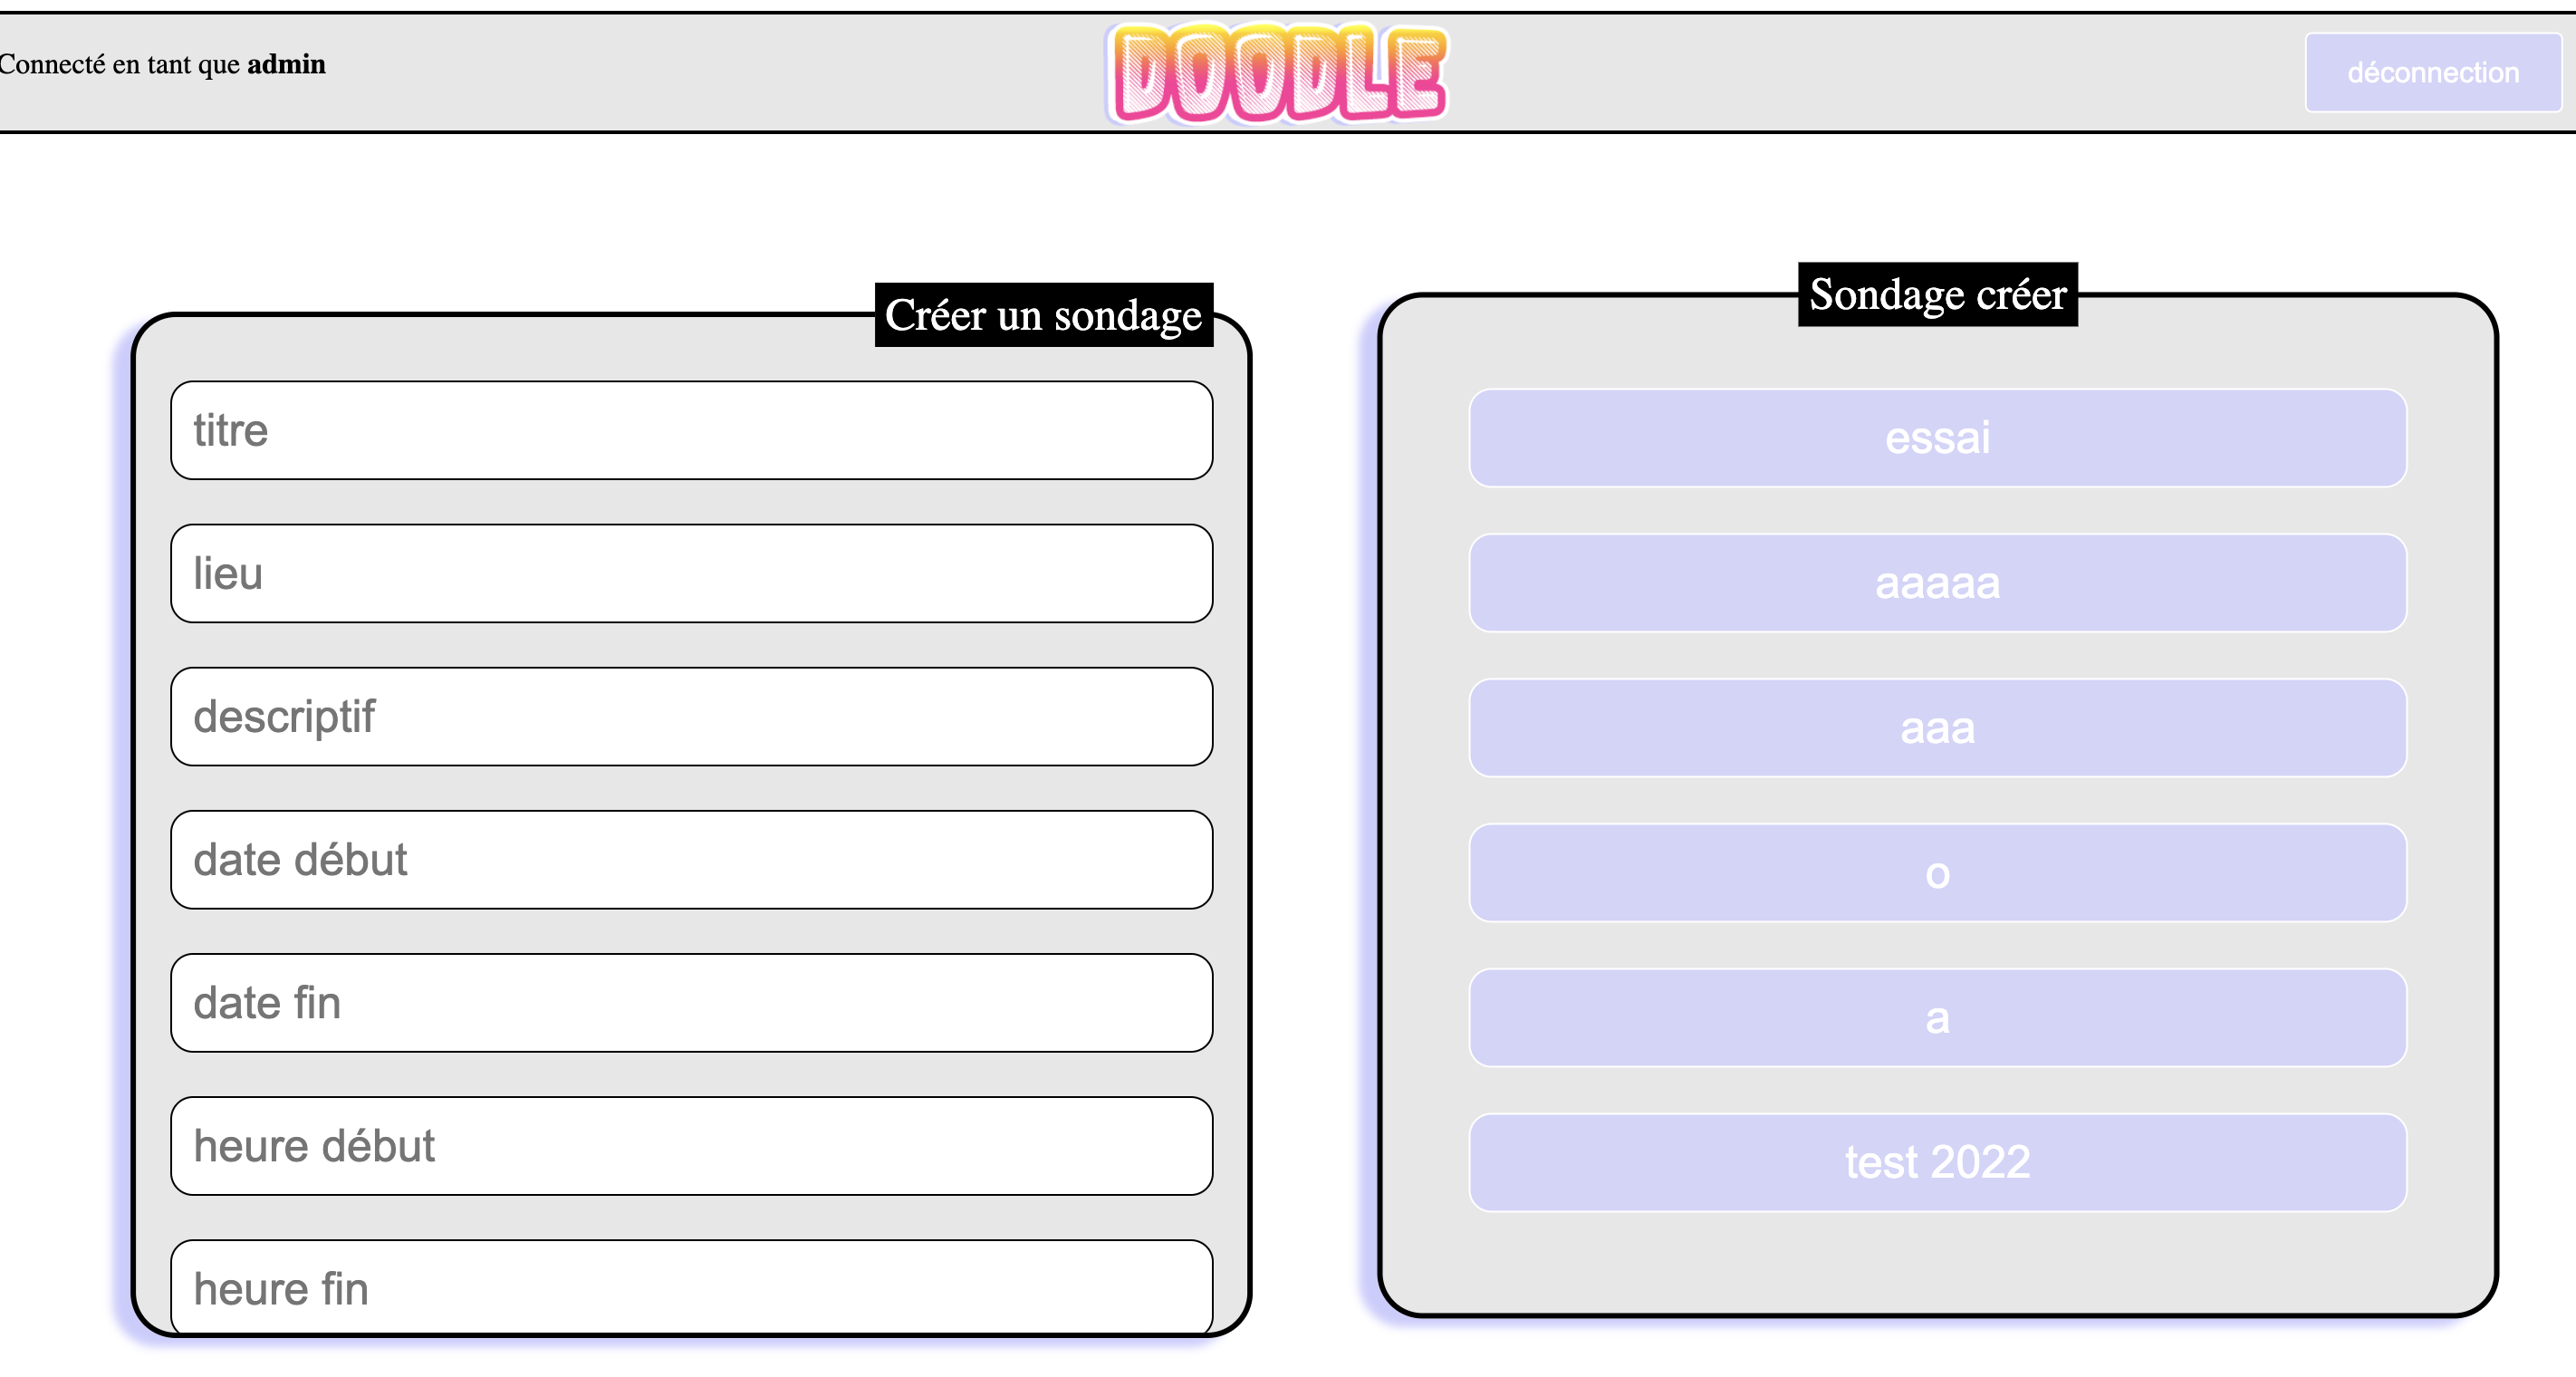 Connecté en tant que admin
DOODLE
déconnection
Créer un sondage
titre
lieu
descriptif
date début
date fin
heure début
heure fin
Sondage créer
essai
aaaaa
aaa
o
a
test 2022